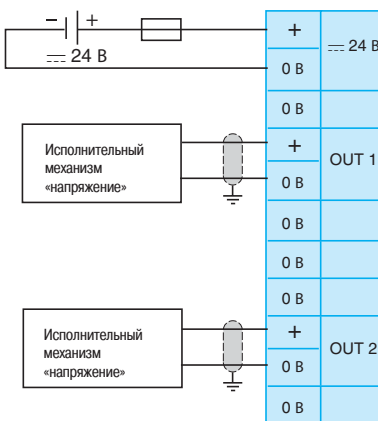 − +
⎓ 24 В
+
⎓ 24 В
0 В
0 В
Исполнительный
механизм
«напряжение»
+
OUT 1
0 В
0 В
0 В
0 В
Исполнительный
механизм
«напряжение»
+
OUT 2
0 В
0 В